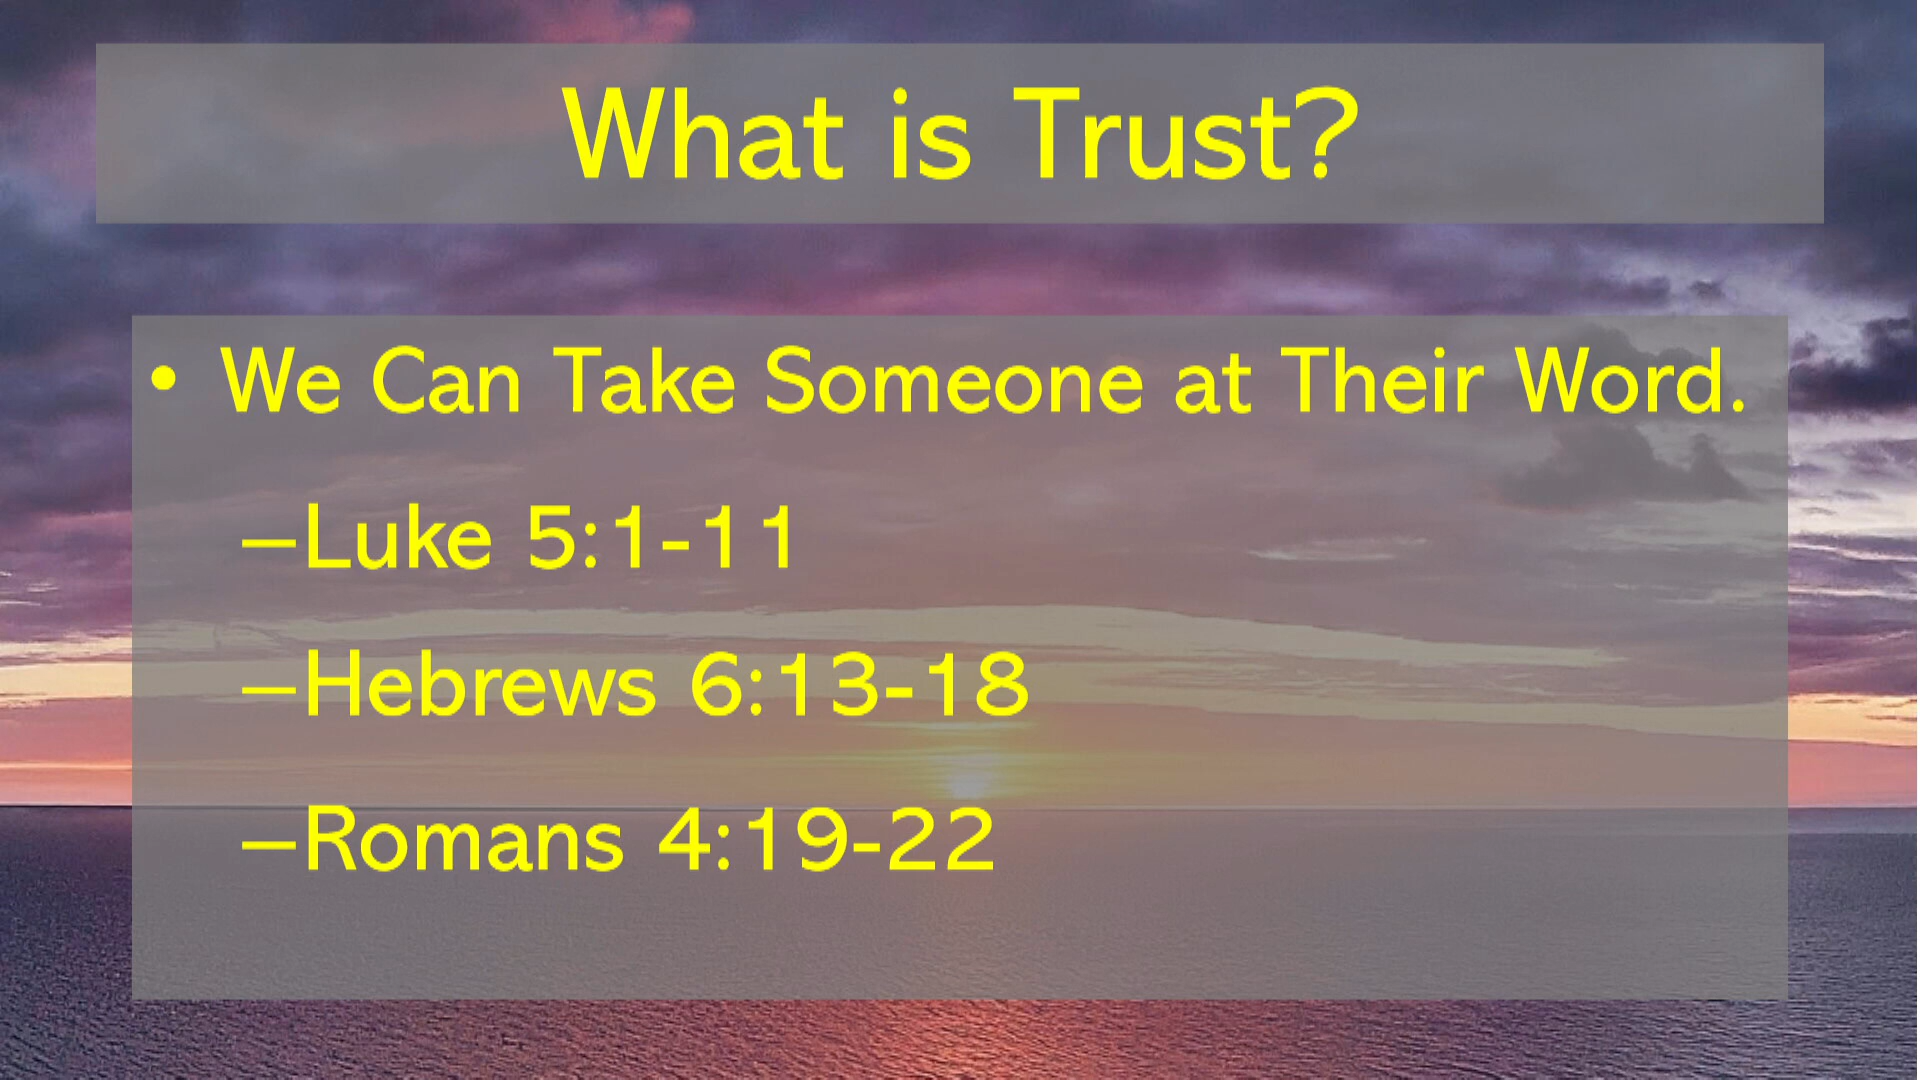 What is Trust?
• We Can Take Someone at Their Word.
–Luke 5:1-11
–Hebrews 6:13-18
–Romans 4:19-22